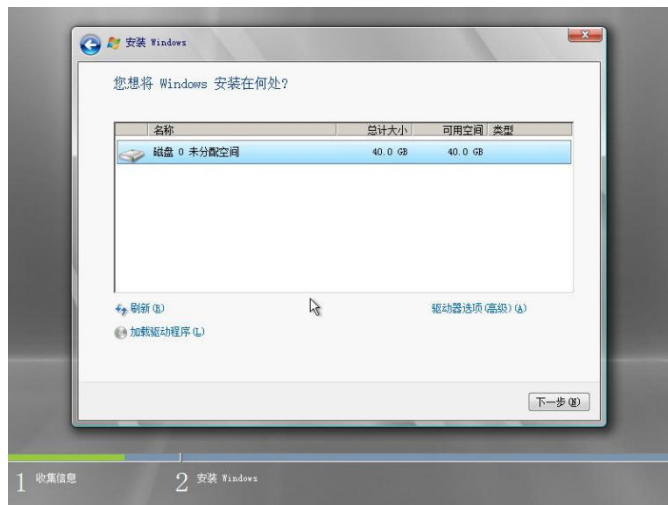 安装 Windows
您想将 Windows 安装在何处?
名称 总计大小 可用空间 类型
磁盘 0 未分配空间 40.0 GB 40.0 GB
刷新(R) 驱动器选项(高级)(A)
加载驱动程序(L)
下一步(N)
1 收集信息 2 安装 Windows